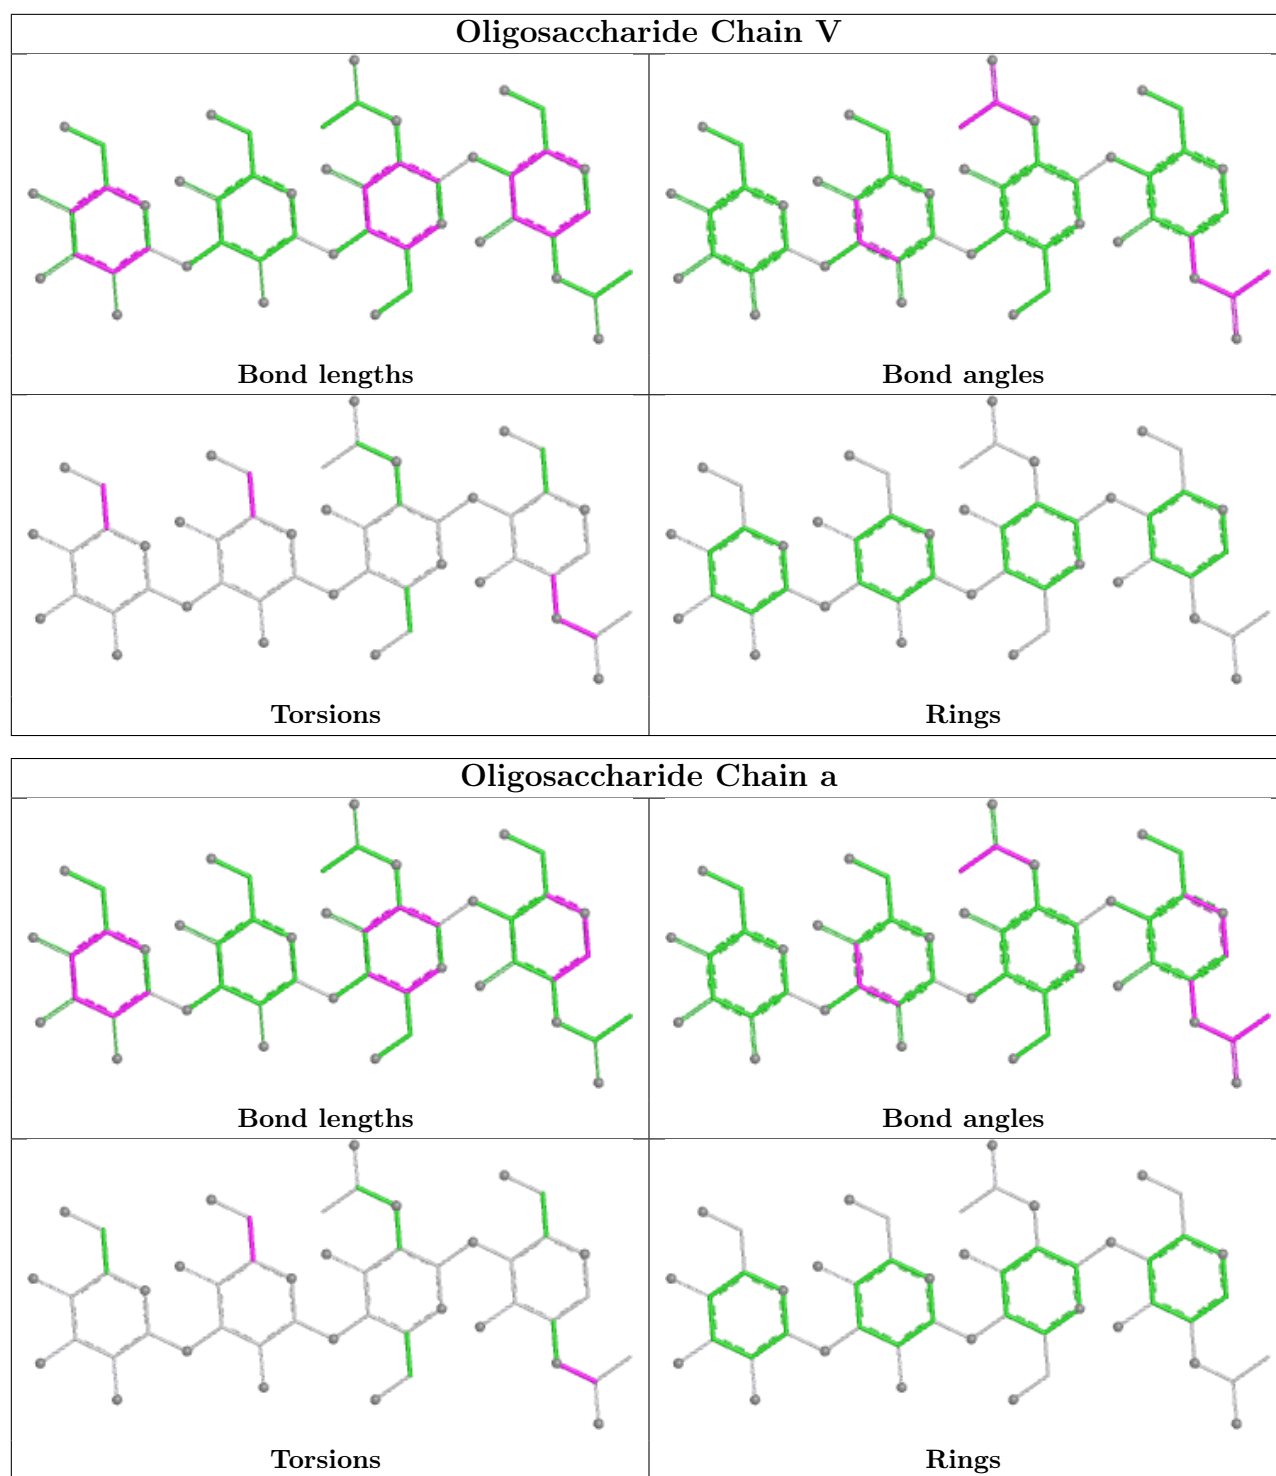 Oligosaccharide Chain V
Bond lengths
Bond angles
Torsions
Rings
Oligosaccharide Chain a
Bond lengths
Bond angles
Torsions
Rings